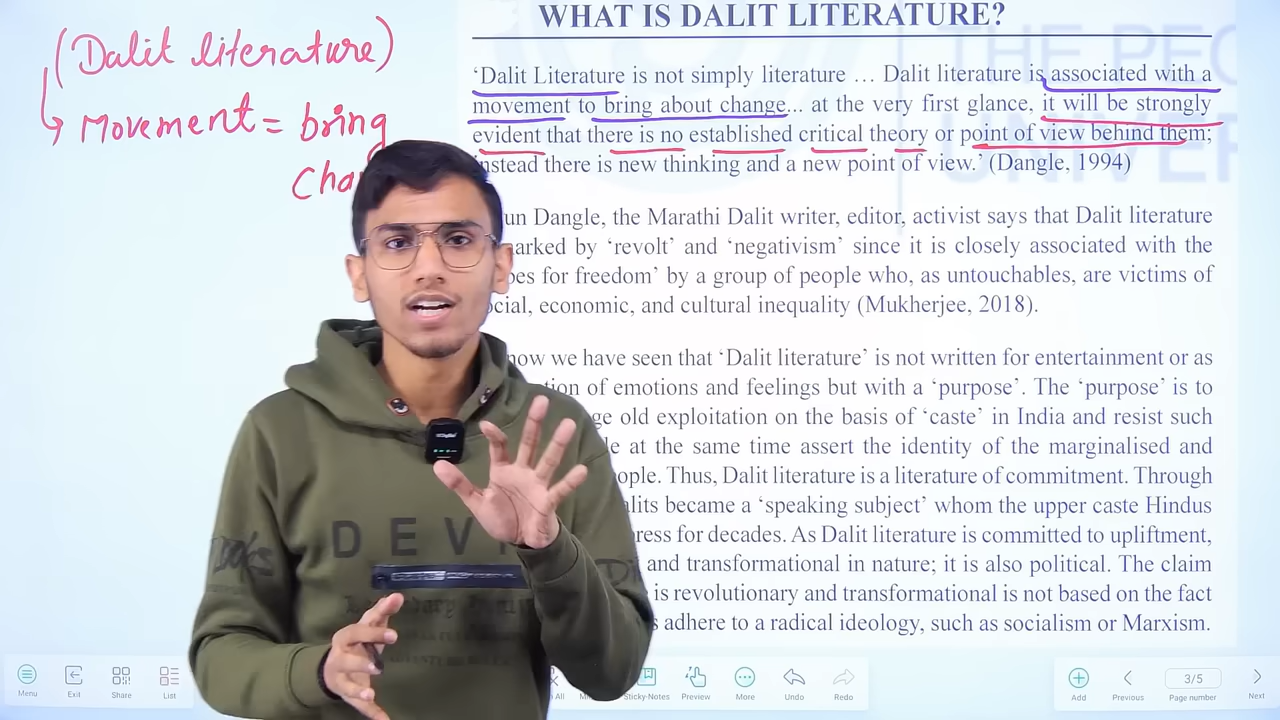 (Dalit literature)
Movement = bring
WHAT IS DALIT LITERATURE?
‘Dalit Literature is not simply literature … Dalit literature is associated with a
movement to bring about change... at the very first glance, it will be strongly
evident that there is no established critical theory or point of view behind them;
instead there is new thinking and a new point of view.’ (Dangle, 1994)
Dangle, the Marathi Dalit writer, editor, activist says that Dalit literature
by ‘revolt’ and ‘negativism’ since it is closely associated with the
for freedom’ by a group of people who, as untouchables, are victims of
economic, and cultural inequality (Mukherjee, 2018).
now we have seen that ‘Dalit literature’ is not written for entertainment or as
of emotions and feelings but with a ‘purpose’. The ‘purpose’ is to
old exploitation on the basis of ‘caste’ in India and resist such
at the same time assert the identity of the marginalised and
Thus, Dalit literature is a literature of commitment. Through
became a ‘speaking subject’ whom the upper caste Hindus
for decades. As Dalit literature is committed to upliftment,
and transformational in nature; it is also political. The claim
is revolutionary and transformational is not based on the fact
adhere to a radical ideology, such as socialism or Marxism.
THE
DEV
Menu
Exit
Share
List
Sticky-Notes
Preview
More
Undo
Redo
Add
Previous
3/5
Page number
Next